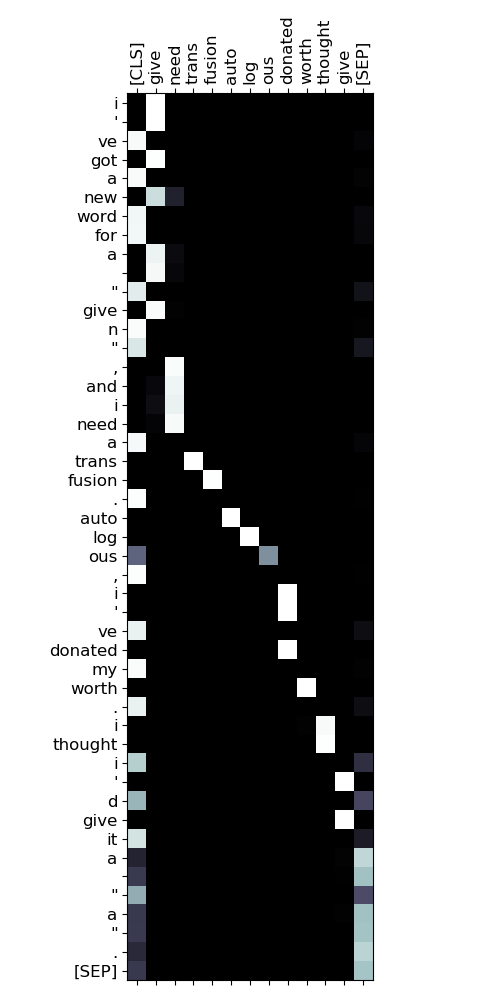 [CLS]
give
need
trans
fusion
auto
log
ous
donated
worth
thought
give
[SEP]
i
'
ve
got
a
new
word
for
a
-
"
give
n
"
,
and
i
need
a
trans
fusion
.
auto
log
ous
,
i
'
ve
donated
my
worth
.
i
thought
i
'
d
give
it
a
"
a
"
.
[SEP]